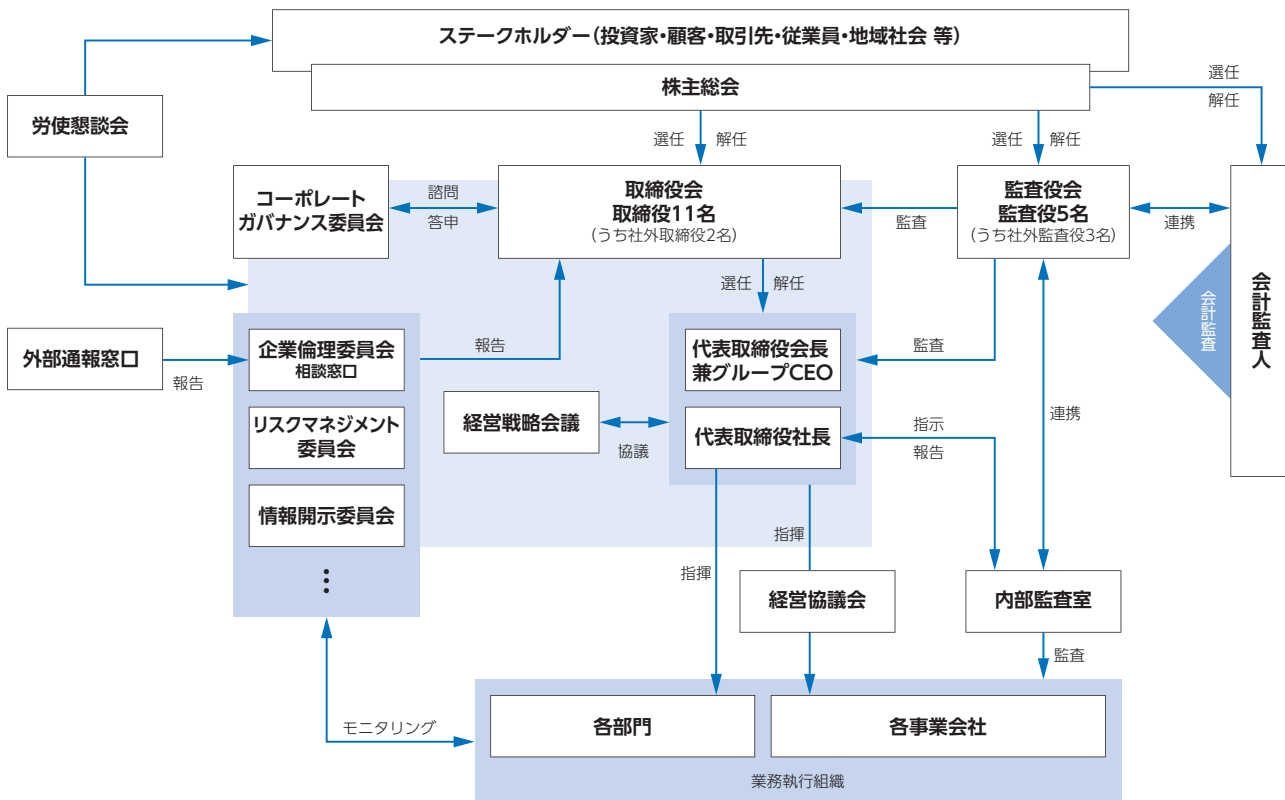 ステークホルダー（投資家・顧客・取引先・従業員・地域社会 等）
株主総会
選任
解任
労使懇談会
選任 解任
選任 解任
コーポレート
ガバナンス委員会
諮問
答申
取締役会
取締役11名
（うち社外取締役2名）
監査
監査役会
監査役5名
（うち社外監査役3名）
連携
会計監査人
会計監査
選任 解任
外部通報窓口
報告
企業倫理委員会
相談窓口
報告
代表取締役会長
兼グループCEO
監査
リスクマネジメント
委員会
経営戦略会議
協議
代表取締役社長
指示
報告
連携
情報開示委員会
⋮
指揮
指揮
経営協議会
内部監査室
監査
モニタリング
各部門
各事業会社
業務執行組織